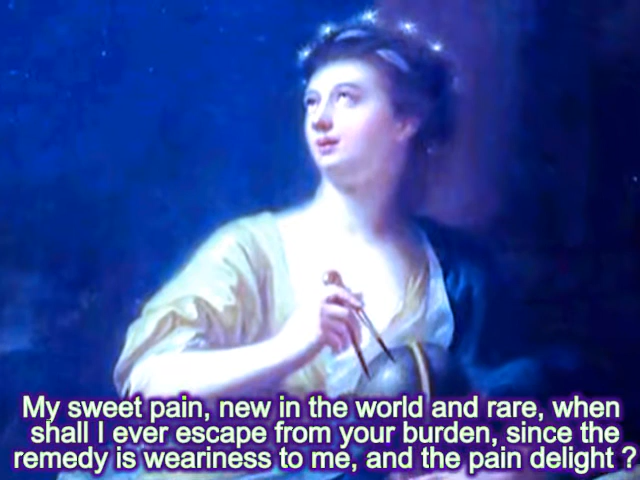 My sweet pain, new in the world and rare, when
shall I ever escape from your burden, since the
remedy is weariness to me, and the pain delight ?